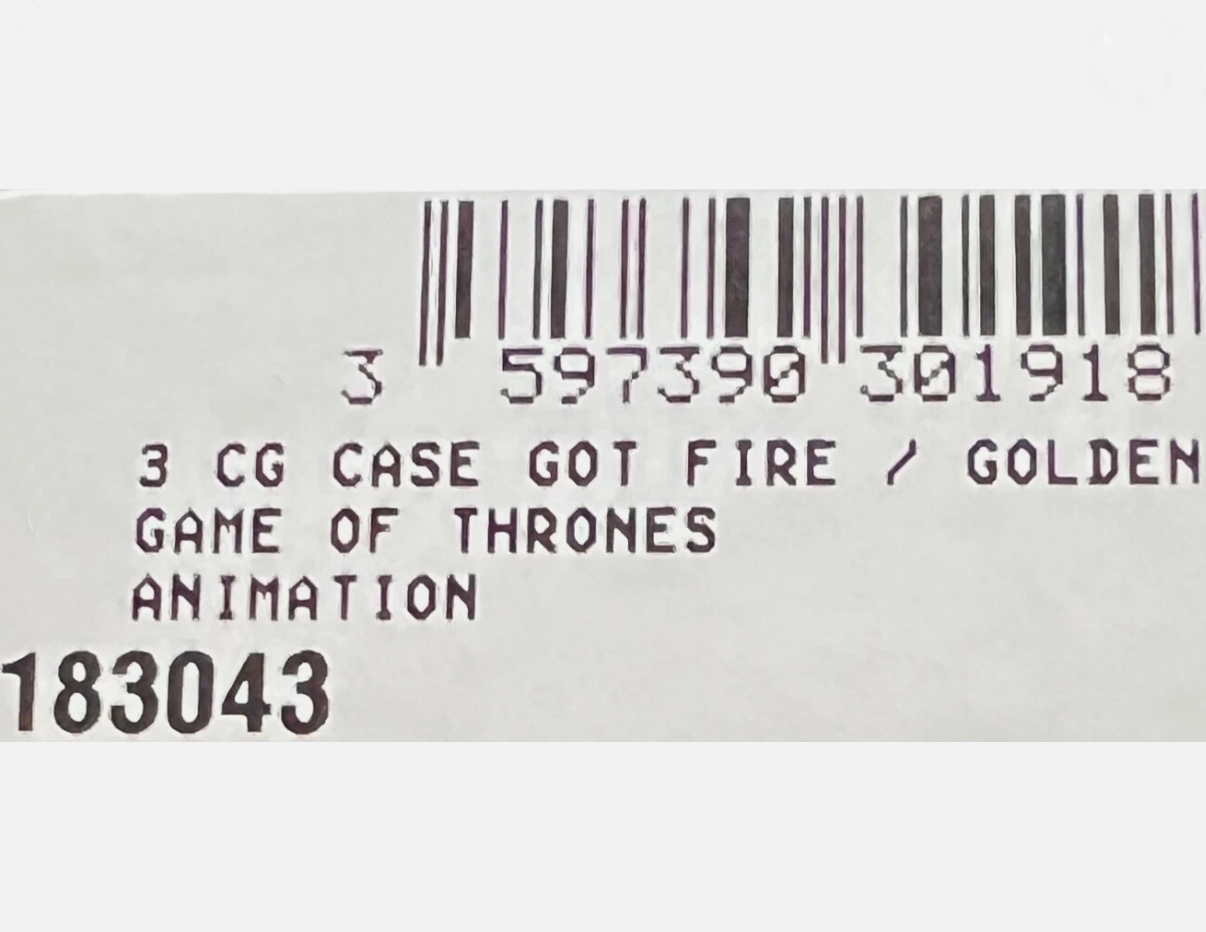 3 597390 301918
3 CG CASE GOT FIRE / GOLDEN
GAME OF THRONES
ANIMATION
183043